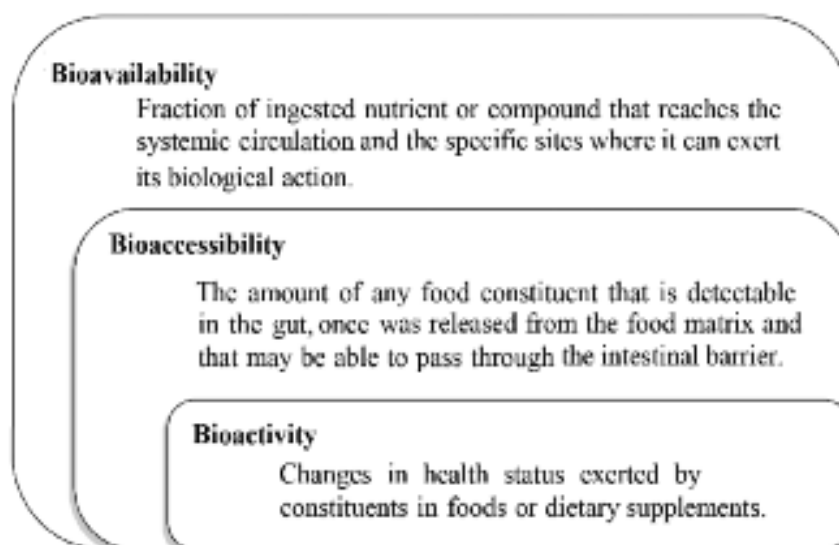 Bioavailability
Fraction of ingested nutrient or compound that reaches the
systemic circulation and the specific sites where it can exert
its biological action.
Bioaccessibility
The amount of any food constituent that is detectable
in the gut, once was released from the food matrix and
that may be able to pass through the intestinal barrier.
Bioactivity
Changes in health status exerted by
constituents in foods or dietary supplements.